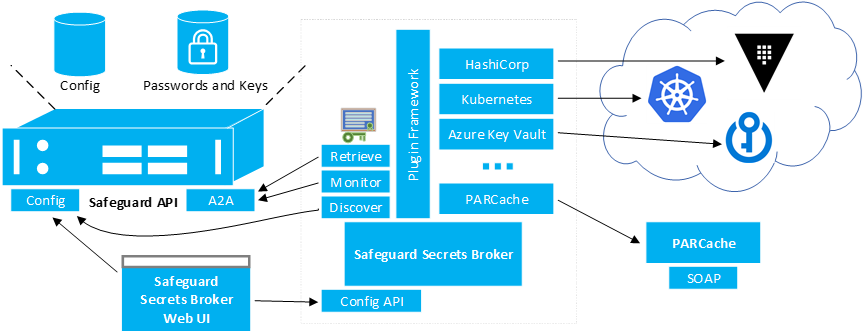 Config
Passwords and Keys
Safeguard API
Config
A2A
Retrieve
Monitor
Discover
Plugin Framework
HashiCorp
Kubernetes
Azure Key Vault
PARCache
Safeguard Secrets Broker
Config API
Safeguard
Secrets Broker
Web UI
PARCache
SOAP